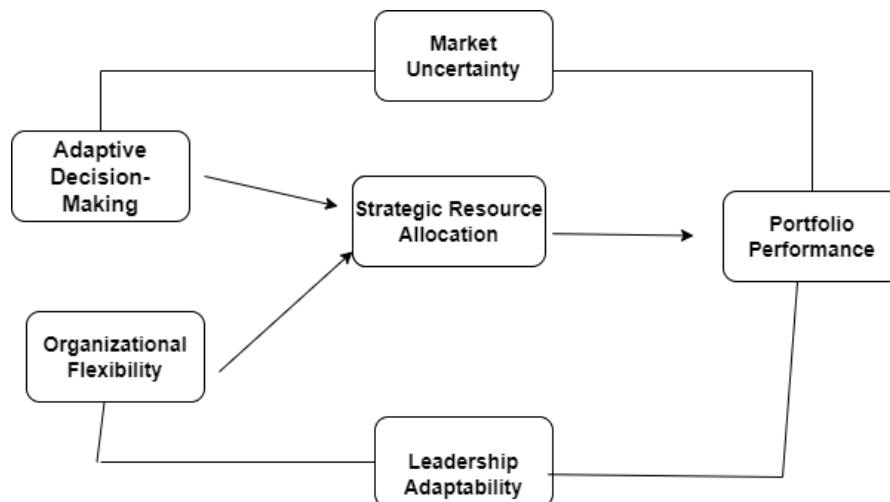 Market
Uncertainty
Adaptive
Decision-
Making
Strategic Resource
Allocation
Portfolio
Performance
Organizational
Flexibility
Leadership
Adaptability